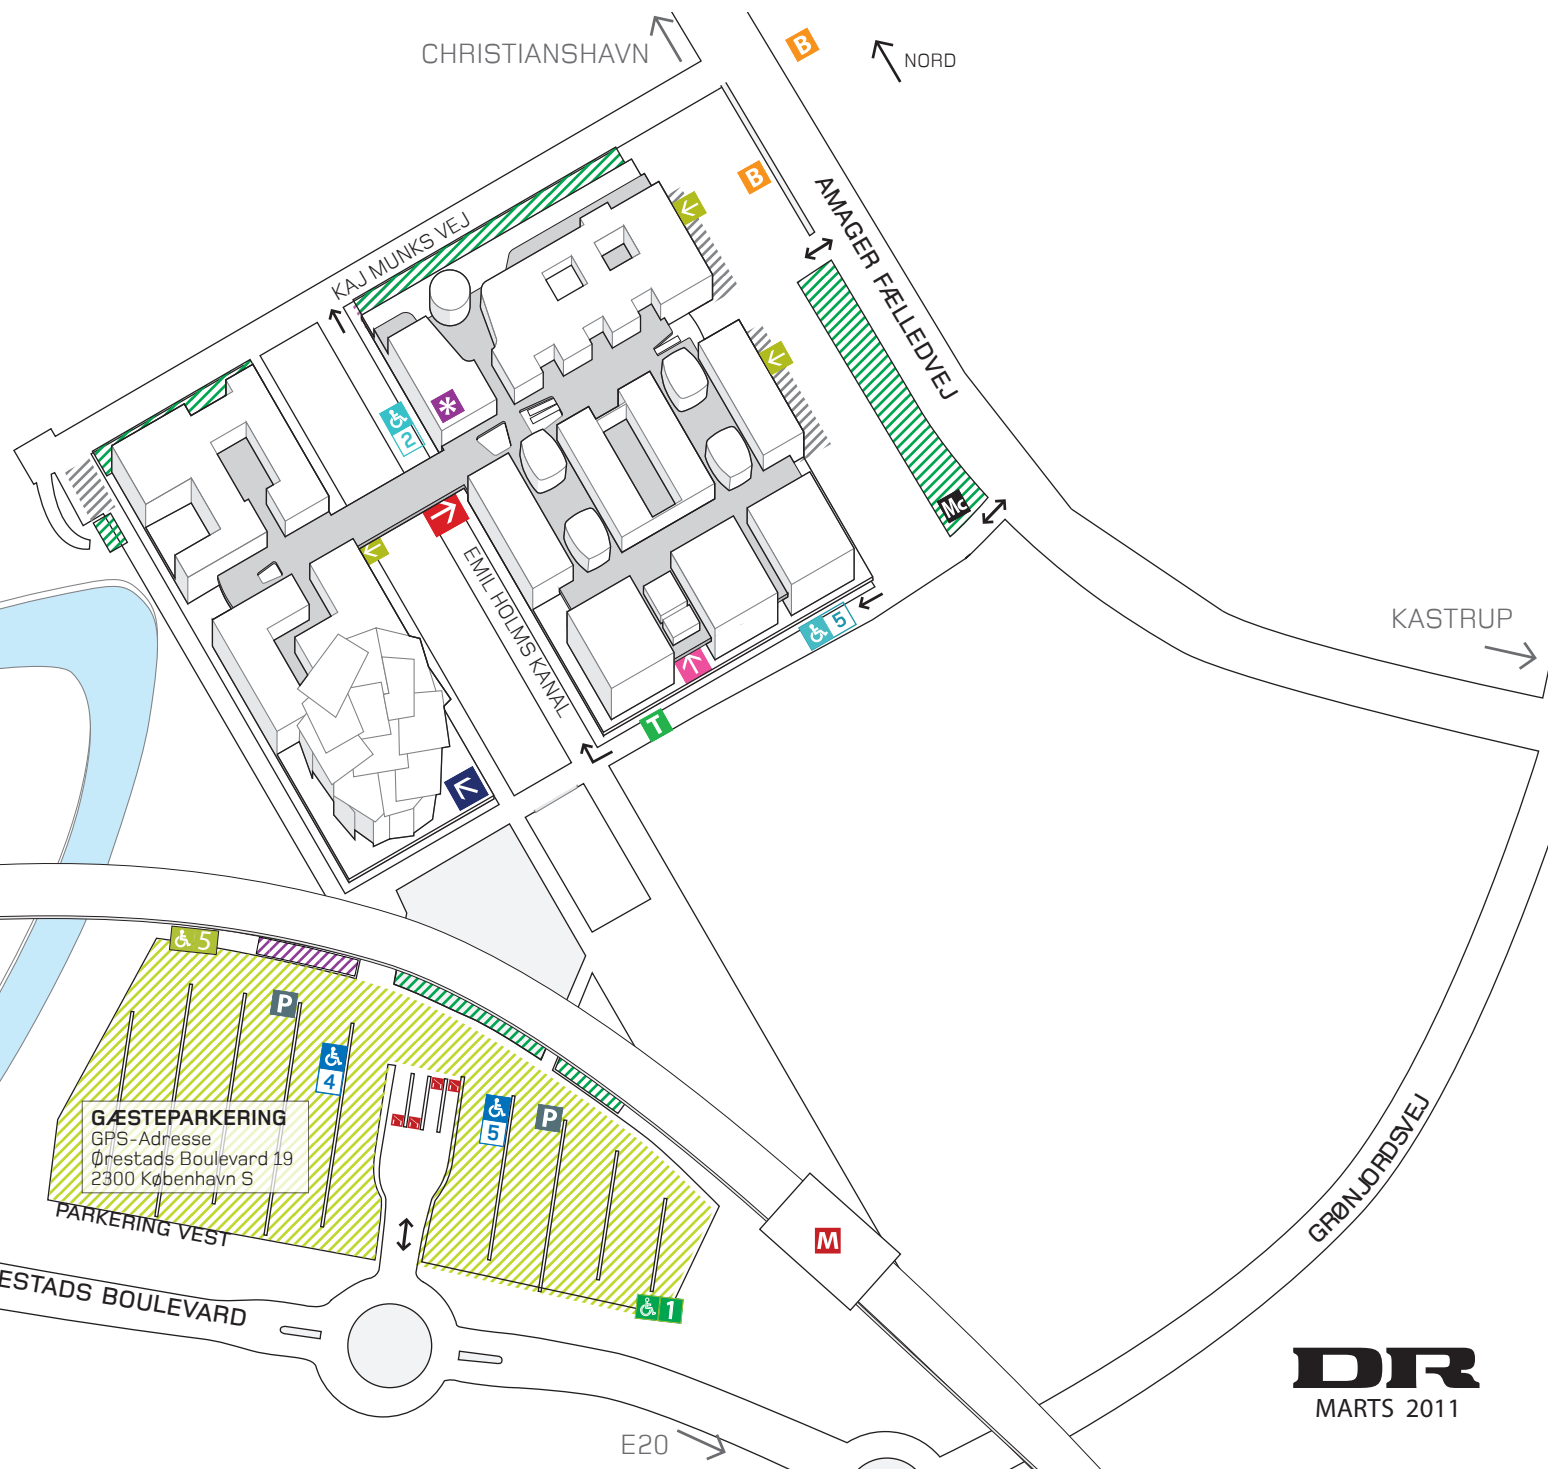 CHRISTIANSHAVN
B
NORD
B
AMAGER FÆLLEDVEJ
KAJ MUNKS VEJ
*
2
Mc
EMIL HOLMS KANAL
5
KASTRUP
T
5
P
4
5
P
GÆSTEPARKERING
GPS-Adresse
Ørestads Boulevard 19
2300 København S
PARKERING VEST
M
GRØNJORDSVEJ
ESTADS BOULEVARD
1
DR
MARTS 2011
E20